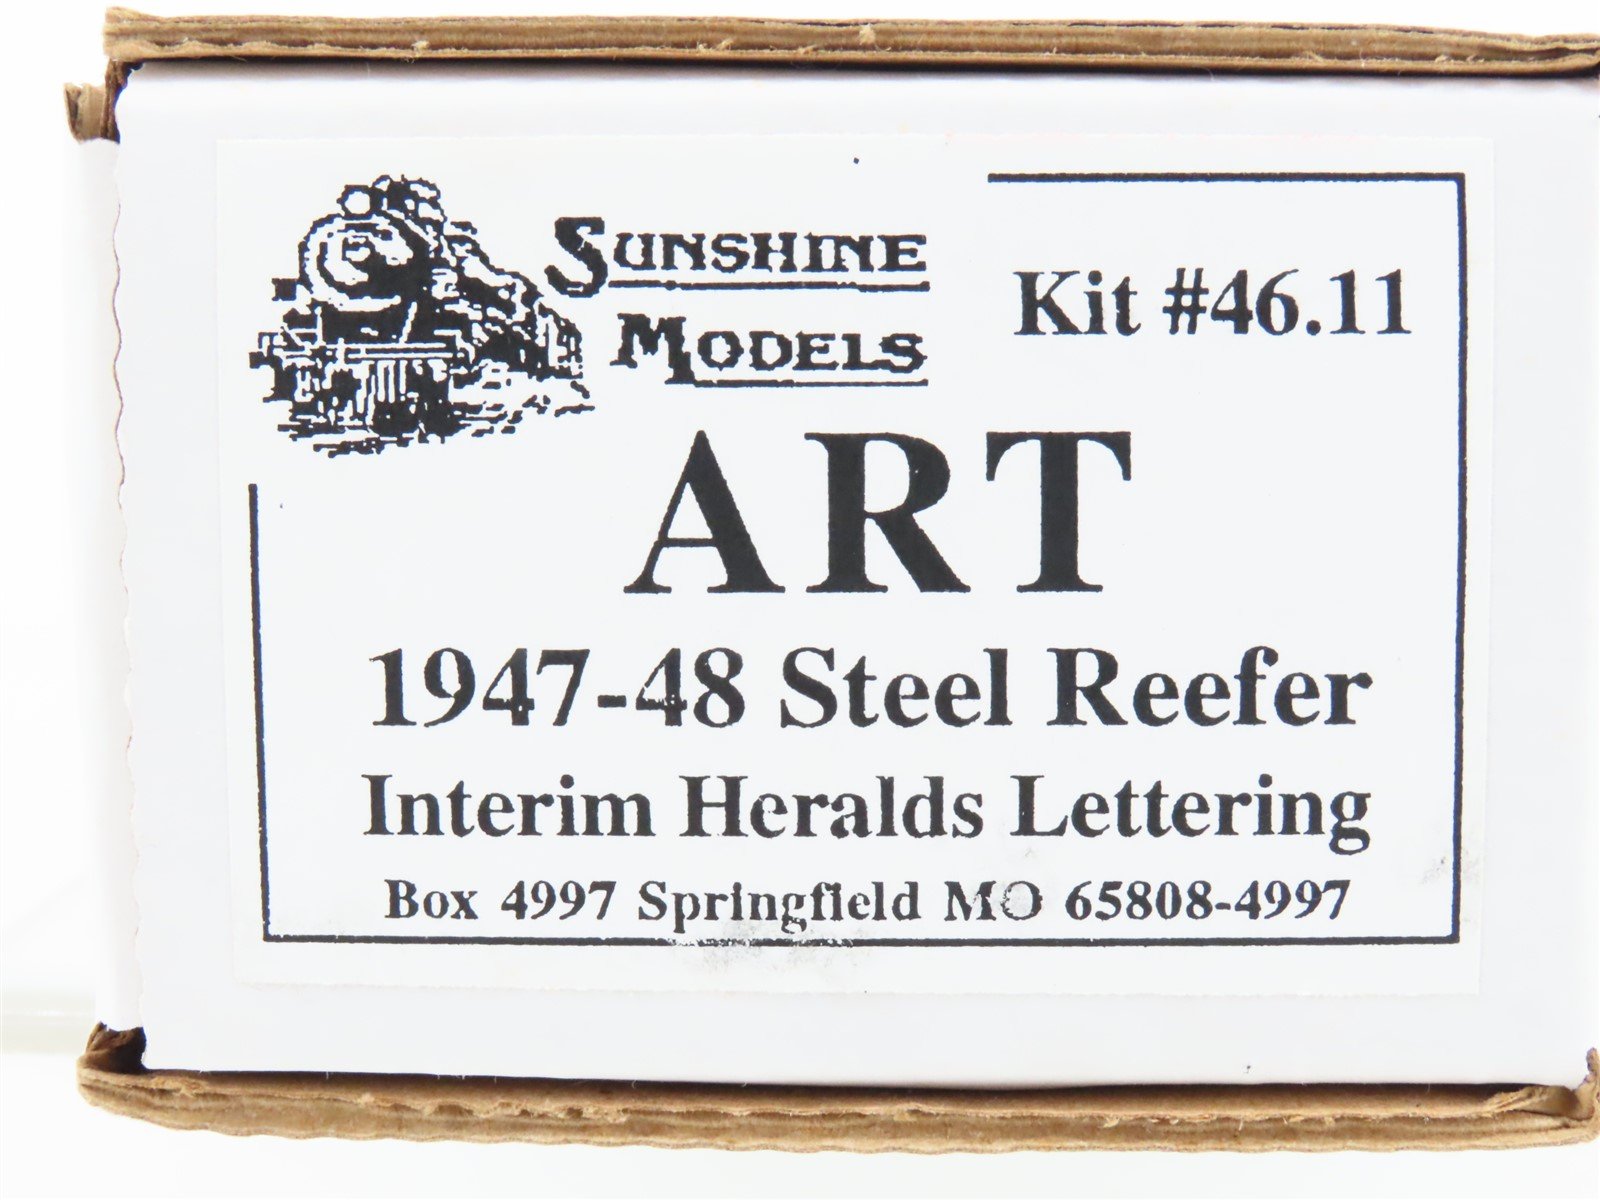 SUNSHINE
MODELS
Kit #46.11
ART
1947-48 Steel Reefer
Interim Heralds Lettering
Box 4997 Springfield MO 65808-4997